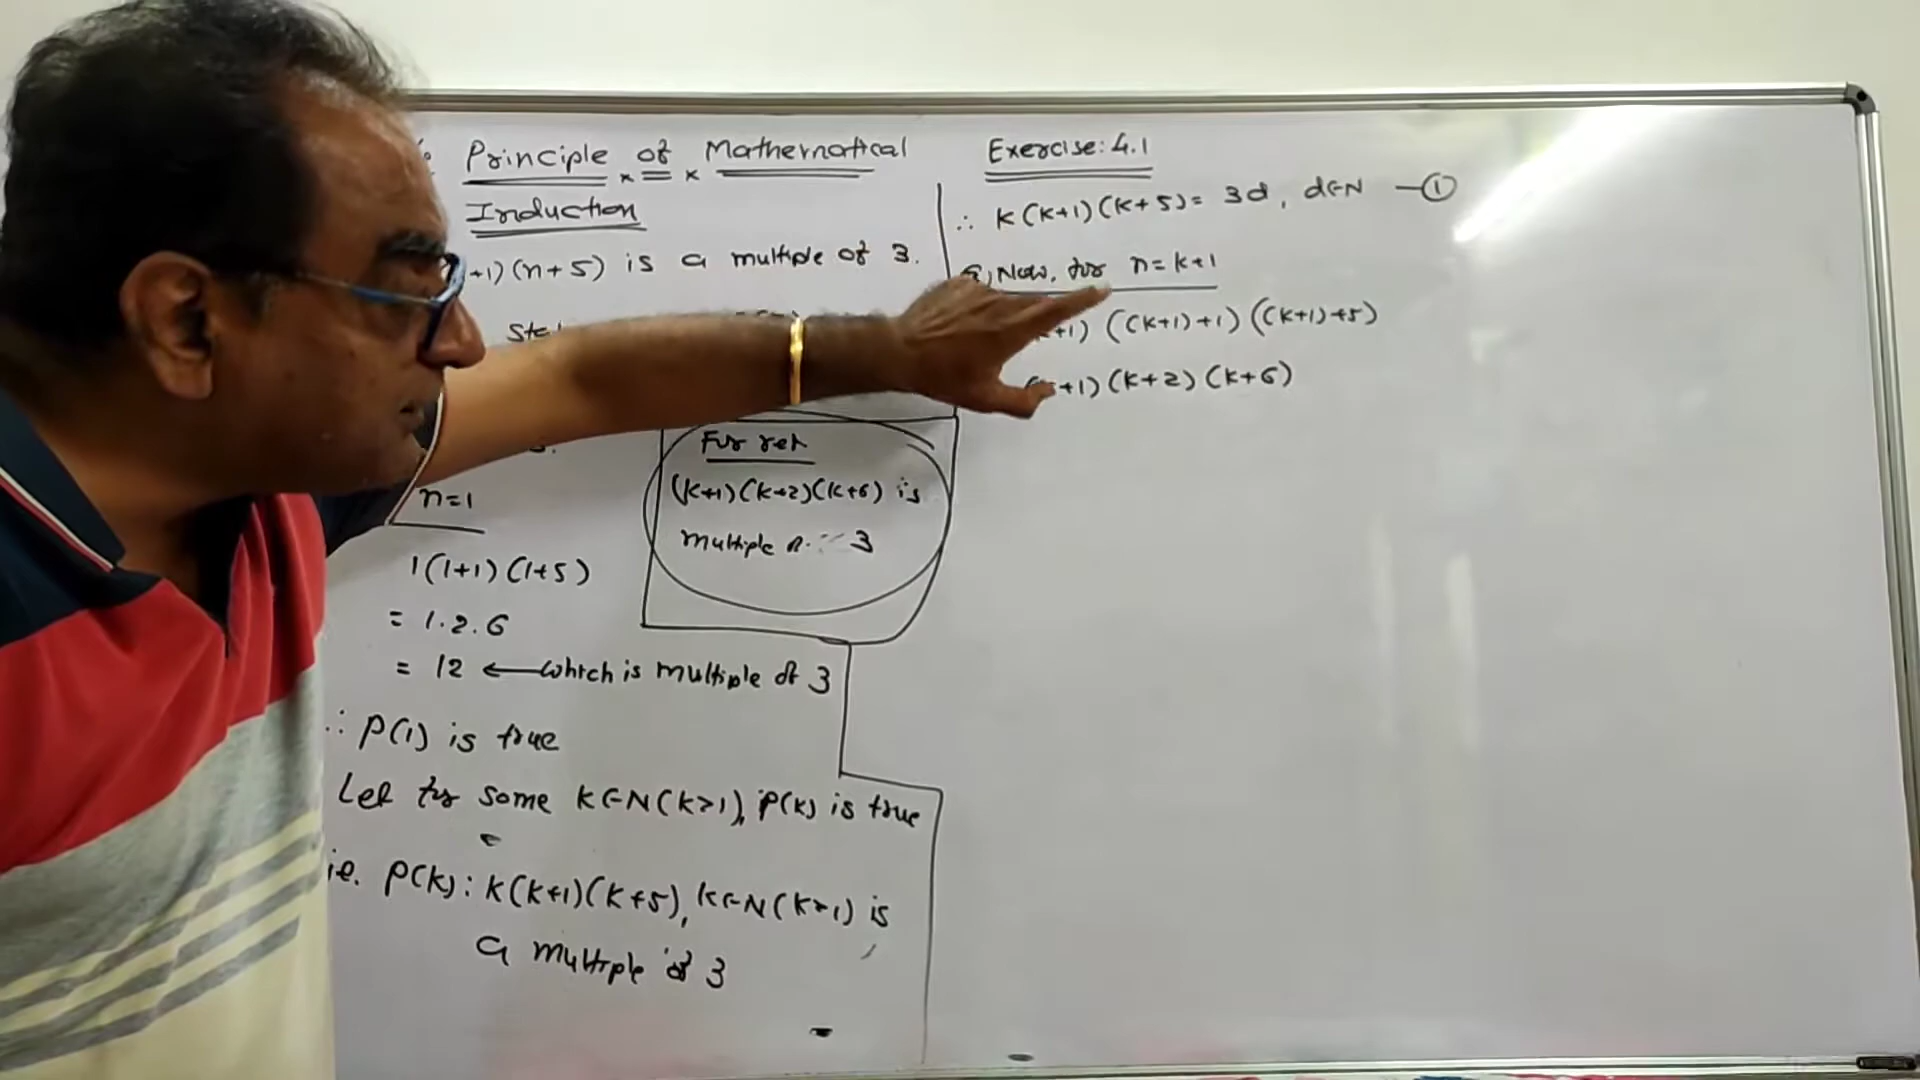 Principle of Mathematical
Induction
+1)(n+5) is a multiple of 3.
n=1
1(1+1)(1+5)
= 1.2.6
= 12 ← which is multiple of 3
∴ P(1) is true
Let for some k∈N(k>1), P(k) is true
ie. P(k): k(k+1)(k+5), k∈N(k>1) is
a multiple of 3
For ref
(k+1)(k+2)(k+6) is
multiple 3
Exercise: 4.1
∴ k(k+1)(k+5)= 3d, d∈N —①
Now, for n=k+1
+1) ((k+1)+1) ((k+1)+5)
+1)(k+2)(k+6)